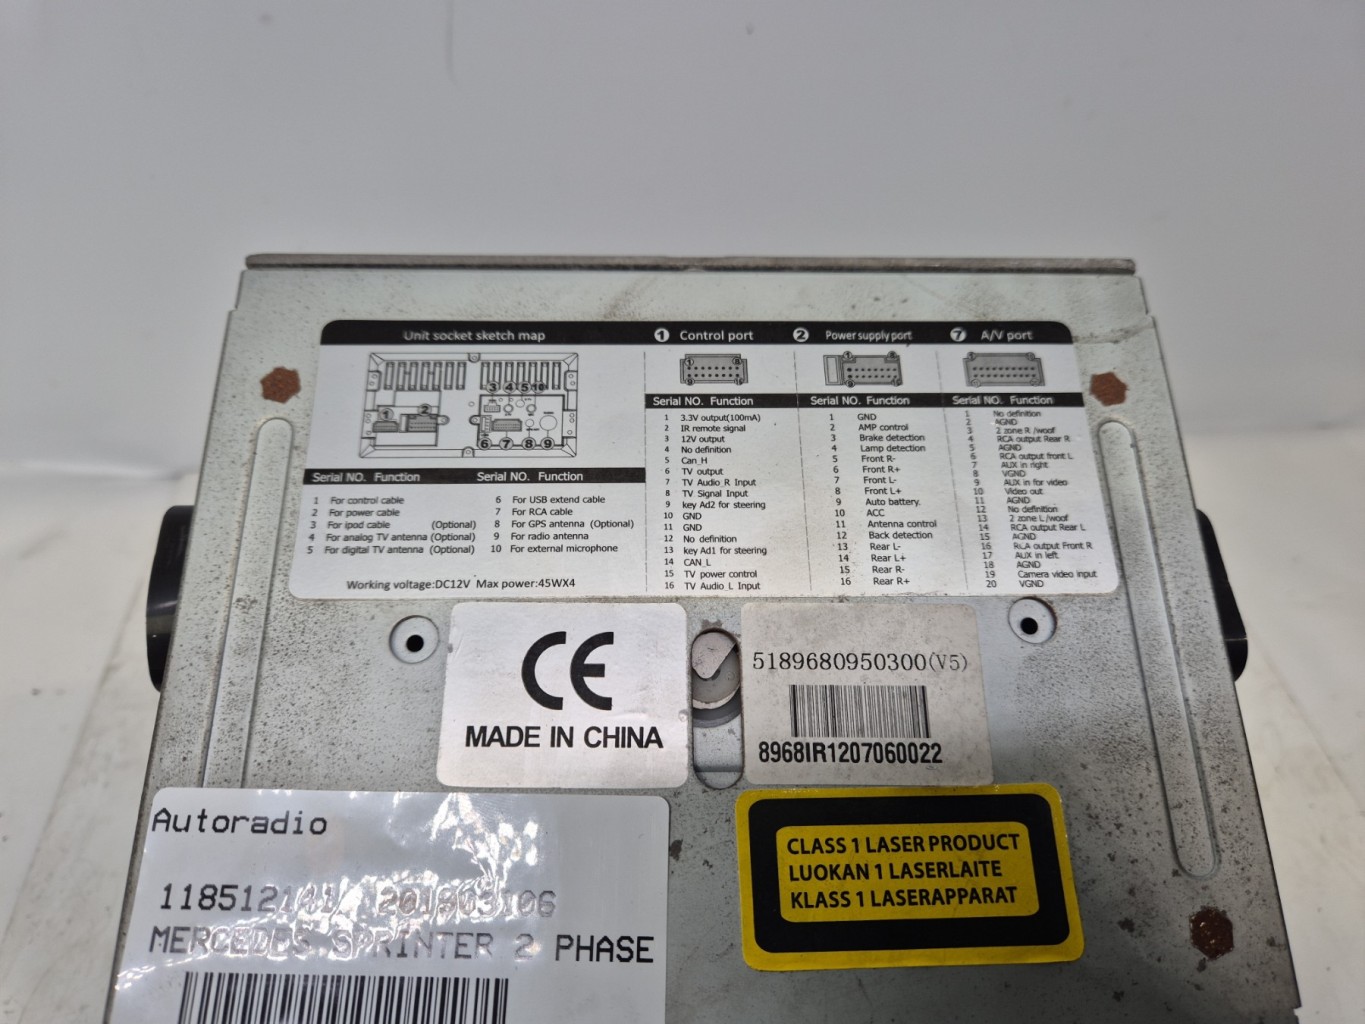 Unit socket sketch map
1 Control port
2 Power supply port
7 A/V port
3 4 5 10
1 2
6 7 8 9
Serial NO. Function Serial NO. Function
1 For control cable
2 For power cable
3 For ipod cable (Optional)
4 For analog TV antenna (Optional)
5 For digital TV antenna (Optional)
6 For USB extend cable
7 For RCA cable
8 For GPS antenna (Optional)
9 For radio antenna
10 For external microphone
Working voltage:DC12V Max power:45WX4
Serial NO. Function
1 3.3V output(100mA)
2 IR remote signal
3 12V output
4 No definition
5 Can_H
6 TV output
7 TV Audio_R Input
8 TV Signal Input
9 key Ad2 for steering
10 GND
11 GND
12 No definition
13 key Ad1 for steering
14 CAN_L
15 TV power control
16 TV Audio_L Input
Serial NO. Function
1 GND
2 AMP control
3 Brake detection
4 Lamp detection
5 Front R-
6 Front R+
7 Front L-
8 Front L+
9 Auto battery.
10 ACC
11 Antenna control
12 Back detection
13 Rear L-
14 Rear L+
15 Rear R-
16 Rear R+
Serial NO. Function
1 No definition
2 AGND
3 2 zone R /woof
4 RCA output Rear R
5 AGND
6 RCA output front L
7 AUX in right
8 VGND
9 AUX in for video
10 Video out
11 AGND
12 No definition
13 2 zone L/woof
14 RCA output Rear L
15 AGND
16 RCA output Front R
17 AUX in left
18 AGND
19 Camera video input
20 VGND
CE
MADE IN CHINA
5189680950300(V5)
8968IR1207060022
Autoradio
MERCEDES SPRINTER 2 PHASE
CLASS 1 LASER PRODUCT
LUOKAN 1 LASERLAITE
KLASS 1 LASERAPPARAT